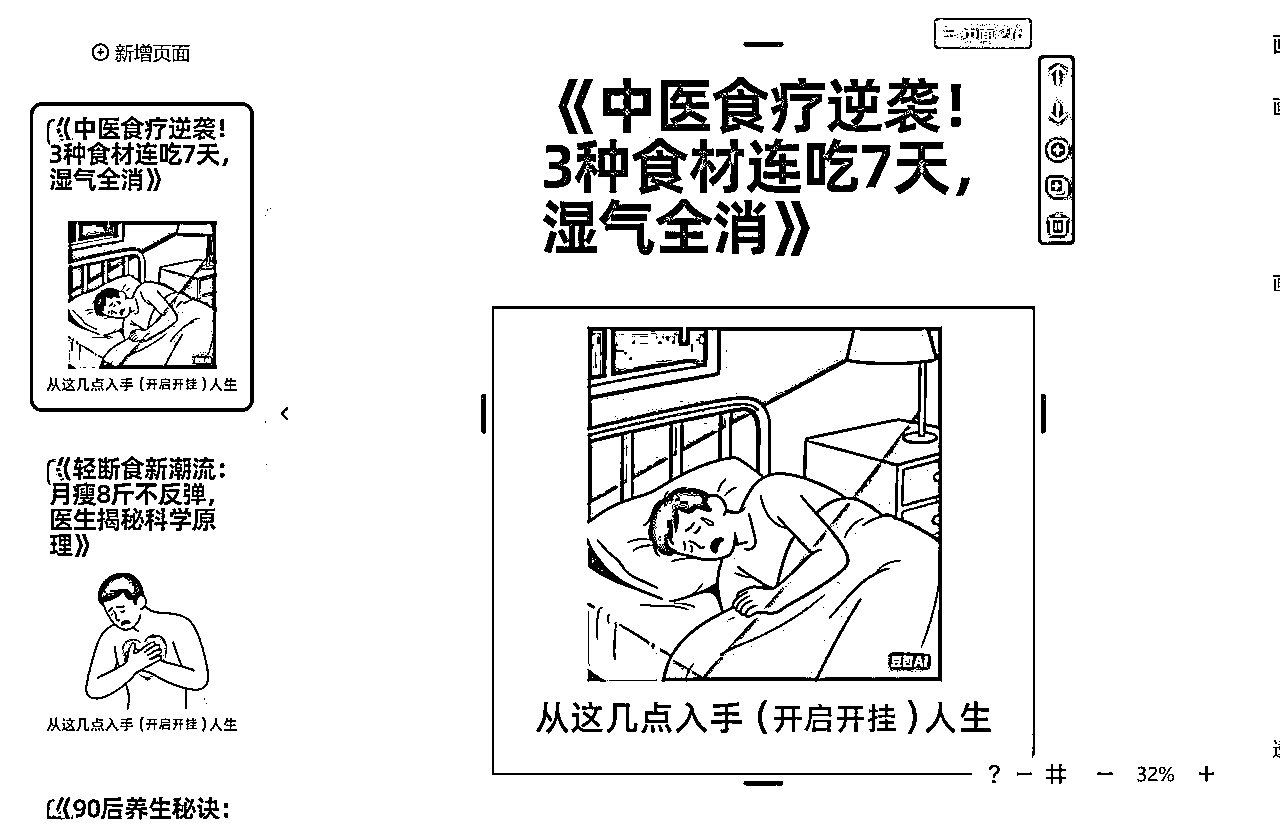 新增页面
《中医食疗逆袭!
3种食材连吃7天,
湿气全消》
从这几点入手(开启开挂)人生
《轻断食新潮流:
月瘦8斤不反弹,
医生揭秘科学原
理》
从这几点入手(开启开挂)人生
《90后养生秘诀:
《中医食疗逆袭!
3种食材连吃7天,
湿气全消》
豆包AI
从这几点入手(开启开挂)人生
? - 井 - 32% +